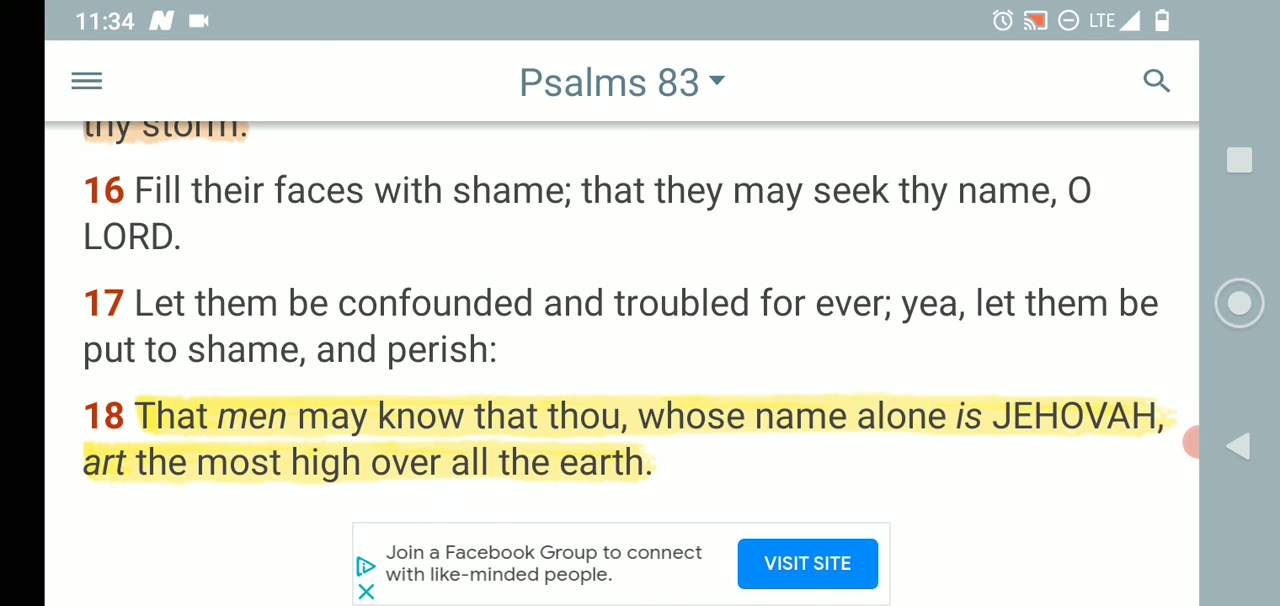 11:34
LTE
Psalms 83
thy storm.
16 Fill their faces with shame; that they may seek thy name, O
LORD.
17 Let them be confounded and troubled for ever; yea, let them be
put to shame, and perish:
18 That men may know that thou, whose name alone is JEHOVAH,
art the most high over all the earth.
Join a Facebook Group to connect
with like-minded people.
VISIT SITE